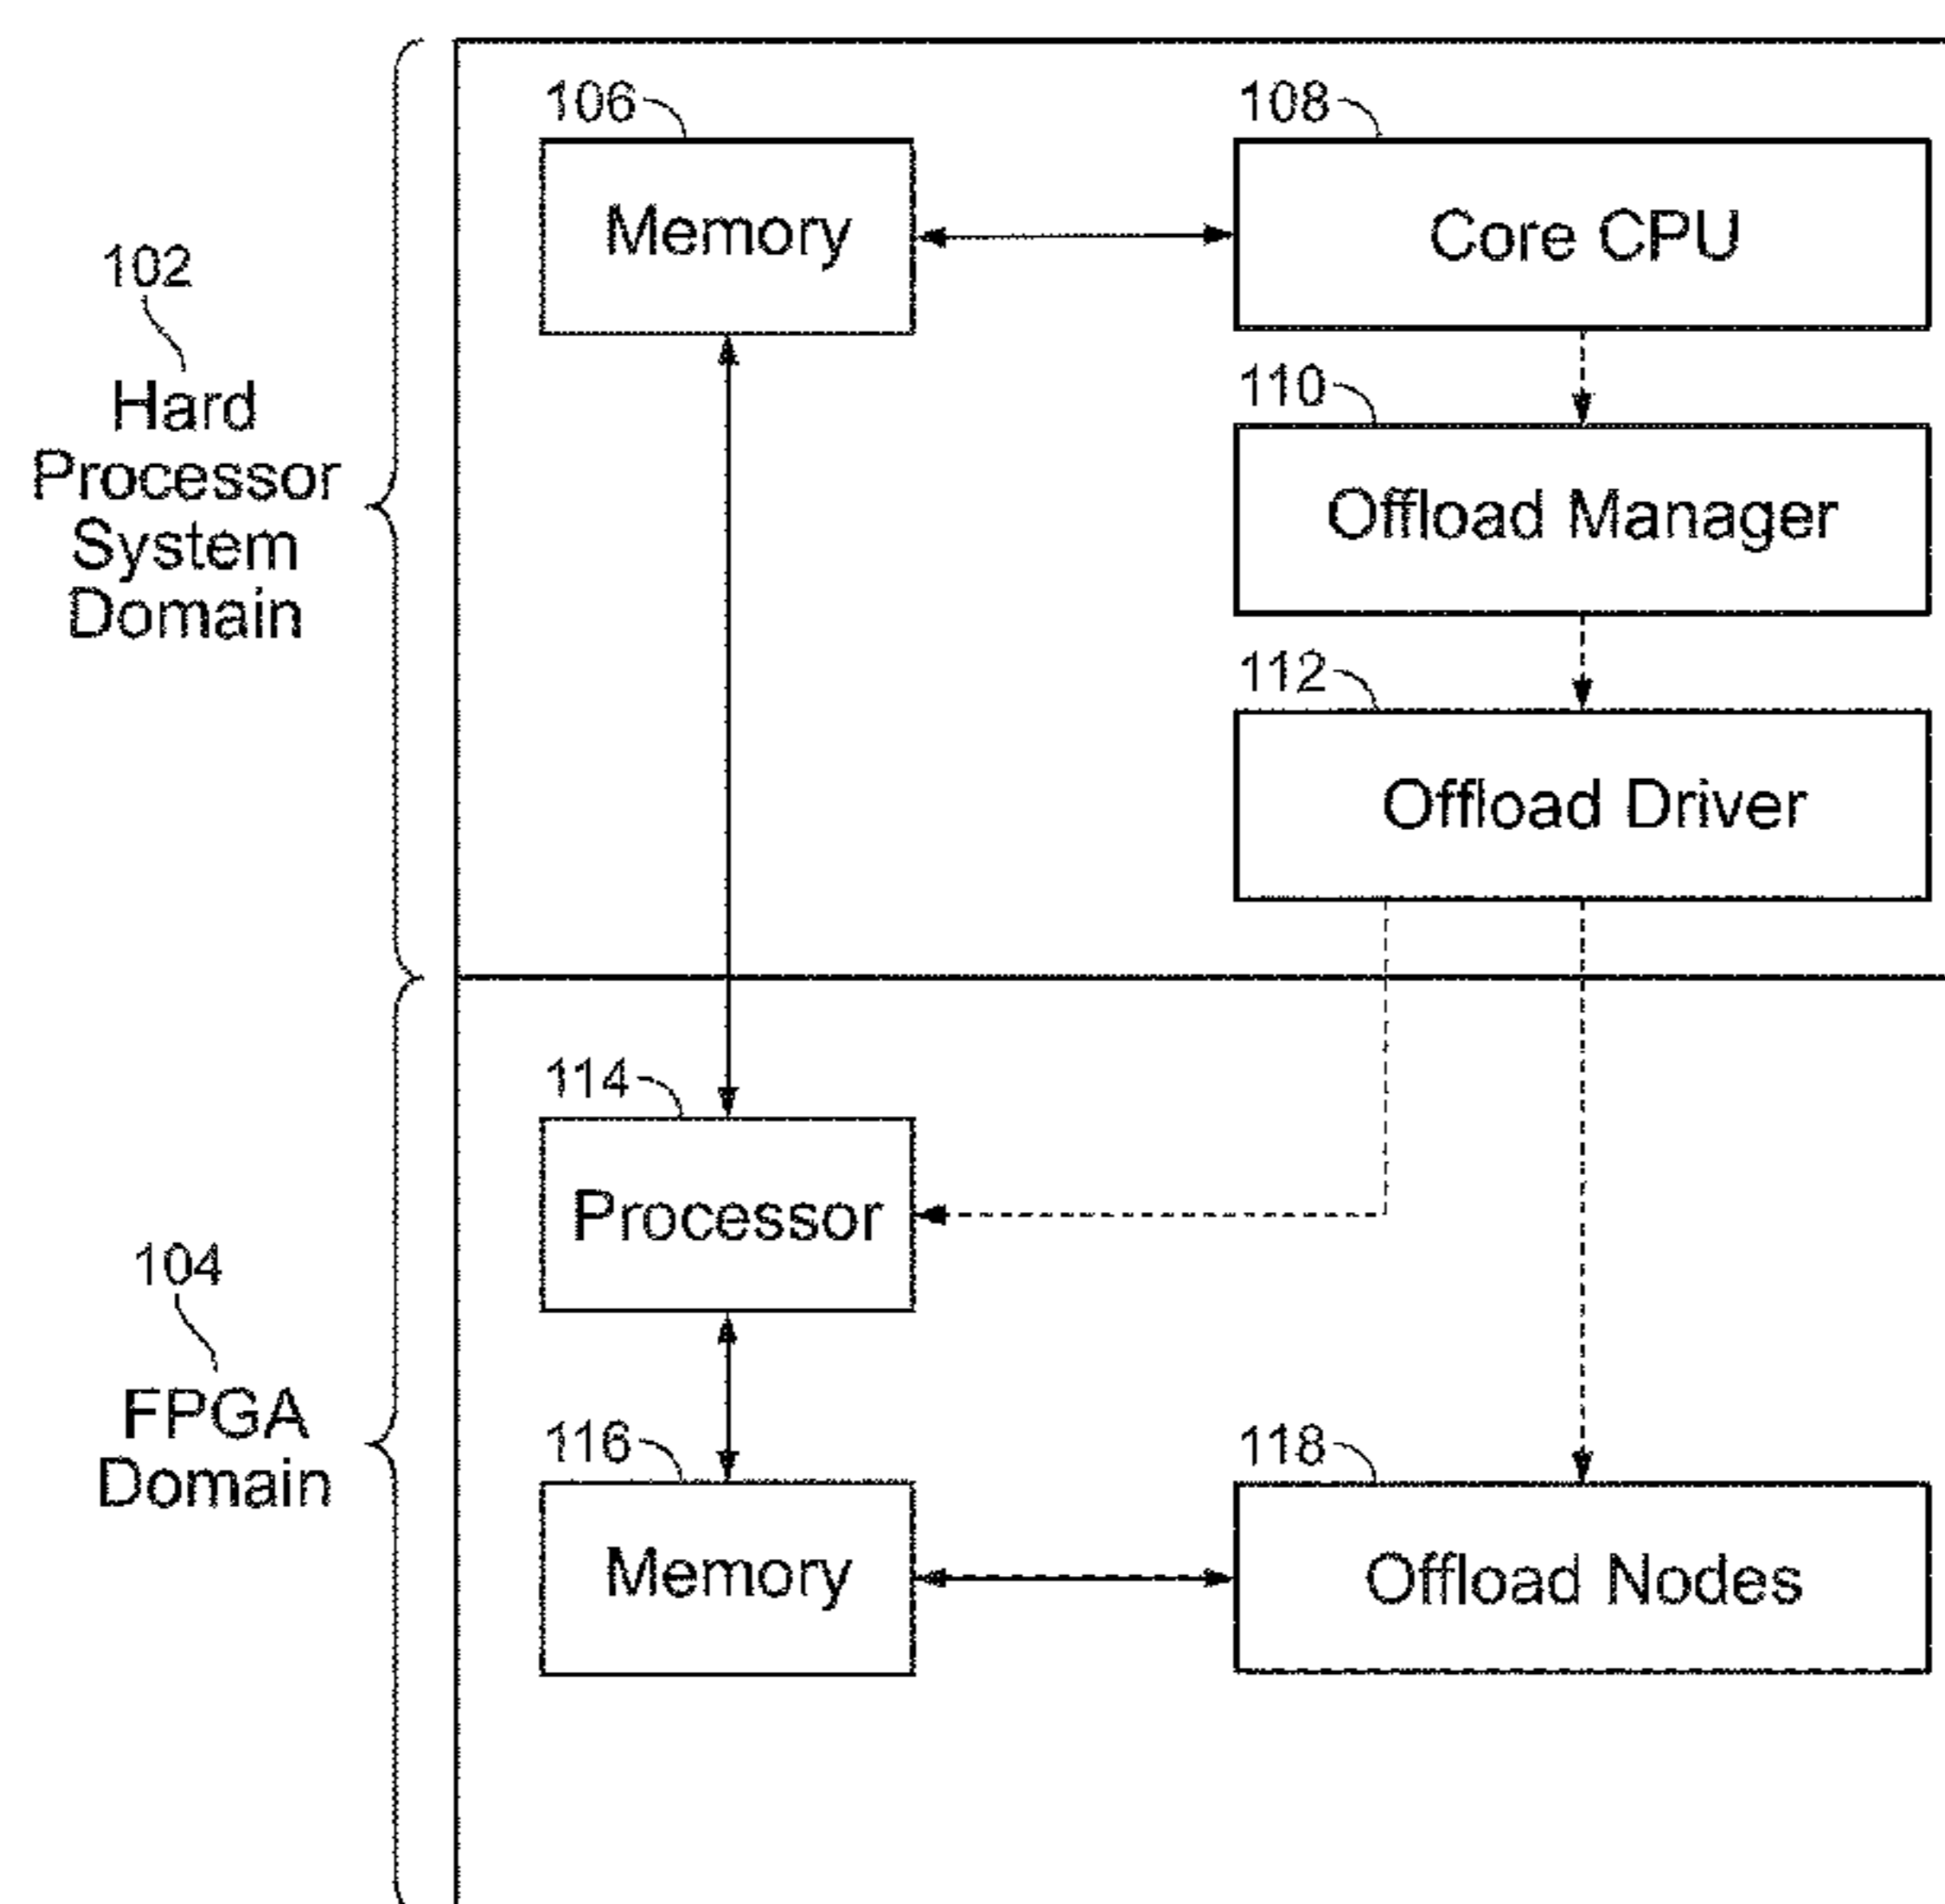 106
108
Memory
Core CPU
102
Hard
Processor
System
Domain
110
Offload Manager
112
Offload Driver
114
Processor
104
FPGA
Domain
116
118
Memory
Offload Nodes